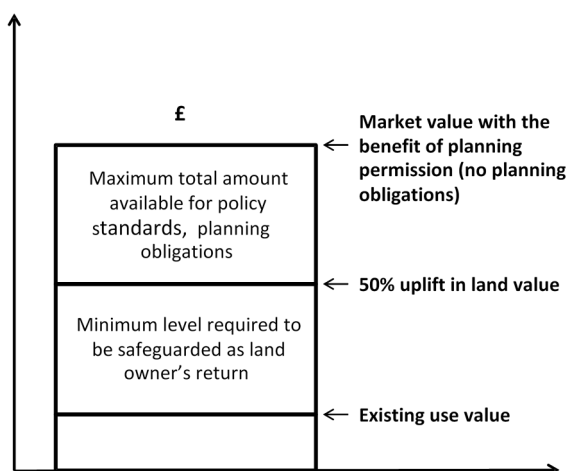 £
Market value with the
benefit of planning
permission (no planning
obligations)
Maximum total amount
available for policy
standards, planning
obligations
50% uplift in land value
Minimum level required to
be safeguarded as land
owner's return
Existing use value